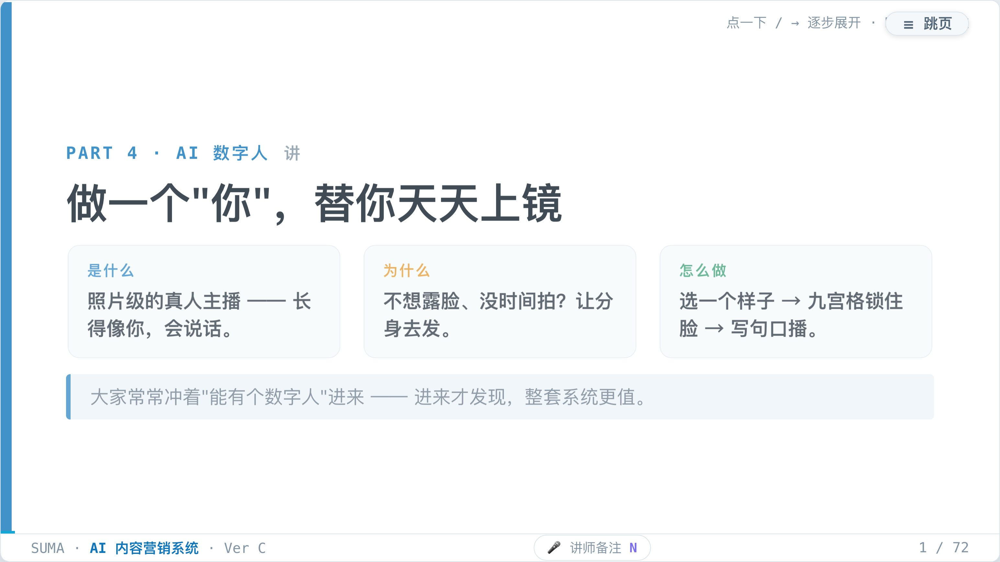 点一下 / → 逐步展开 ·
≡ 跳页
PART 4 · AI 数字人 讲
做一个"你"，替你天天上镜
是什么
照片级的真人主播 —— 长
得像你，会说话。
为什么
不想露脸、没时间拍？让分
身去发。
怎么做
选一个样子 → 九宫格锁住
脸 → 写句口播。
大家常常冲着"能有个数字人"进来 —— 进来才发现，整套系统更值。
SUMA · AI 内容营销系统 · Ver C
🎤 讲师备注 N
1 / 72